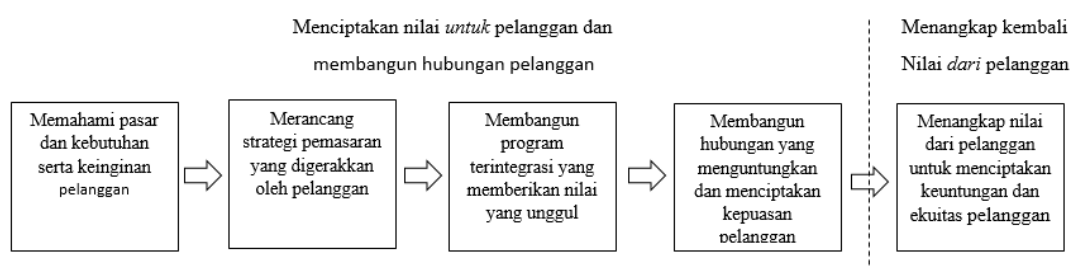 Menciptakan nilai untuk pelanggan dan
membangun hubungan pelanggan
Menangkap kembali
Nilai dari pelanggan
Memahami pasar
dan kebutuhan
serta keinginan
pelanggan
Merancang
strategi pemasaran
yang digerakkan
oleh pelanggan
Membangun
program
terintegrasi yang
memberikan nilai
yang unggul
Membangun
hubungan yang
menguntungkan
dan menciptakan
kepuasan
pelanggan
Menangkap nilai
dari pelanggan
untuk menciptakan
keuntungan dan
ekuitas pelanggan